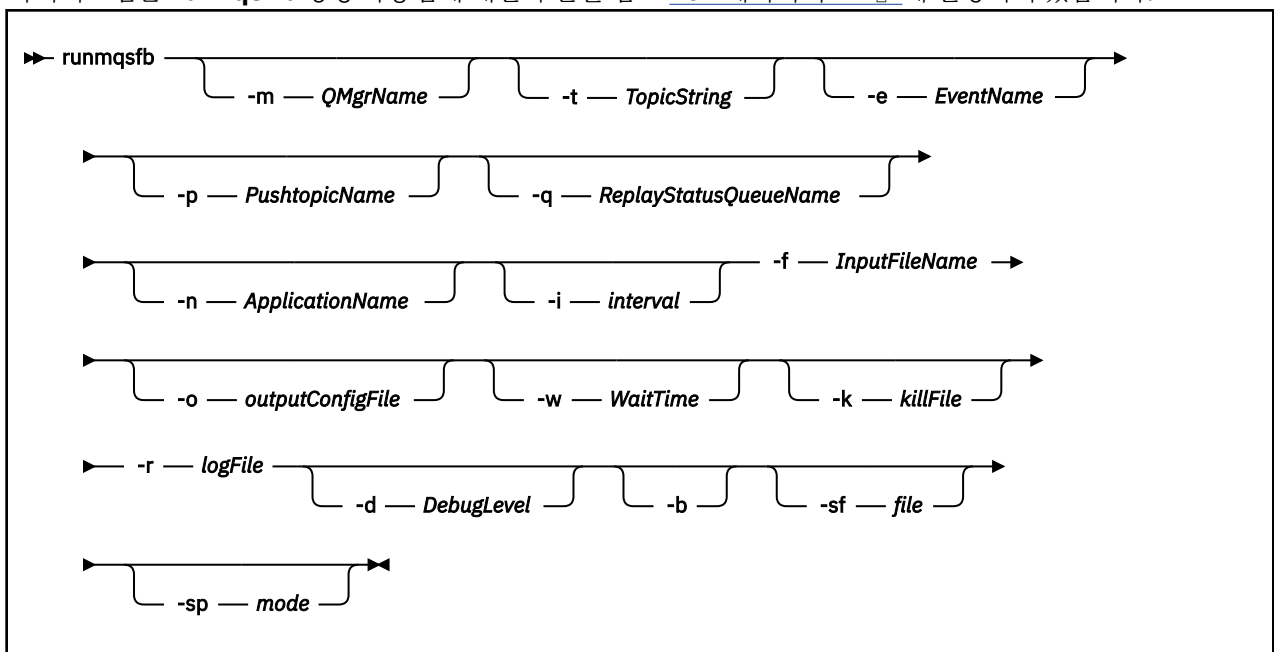 runmqsfb -m — QMgrName -t — TopicString -e — EventName
-p — PushtopicName -q — ReplayStatusQueueName
-n — ApplicationName -i — interval -f — InputFileName
-o — outputConfigFile -w — WaitTime -k — killFile
-r — logFile -d — DebugLevel -b -sf — file
-sp — mode